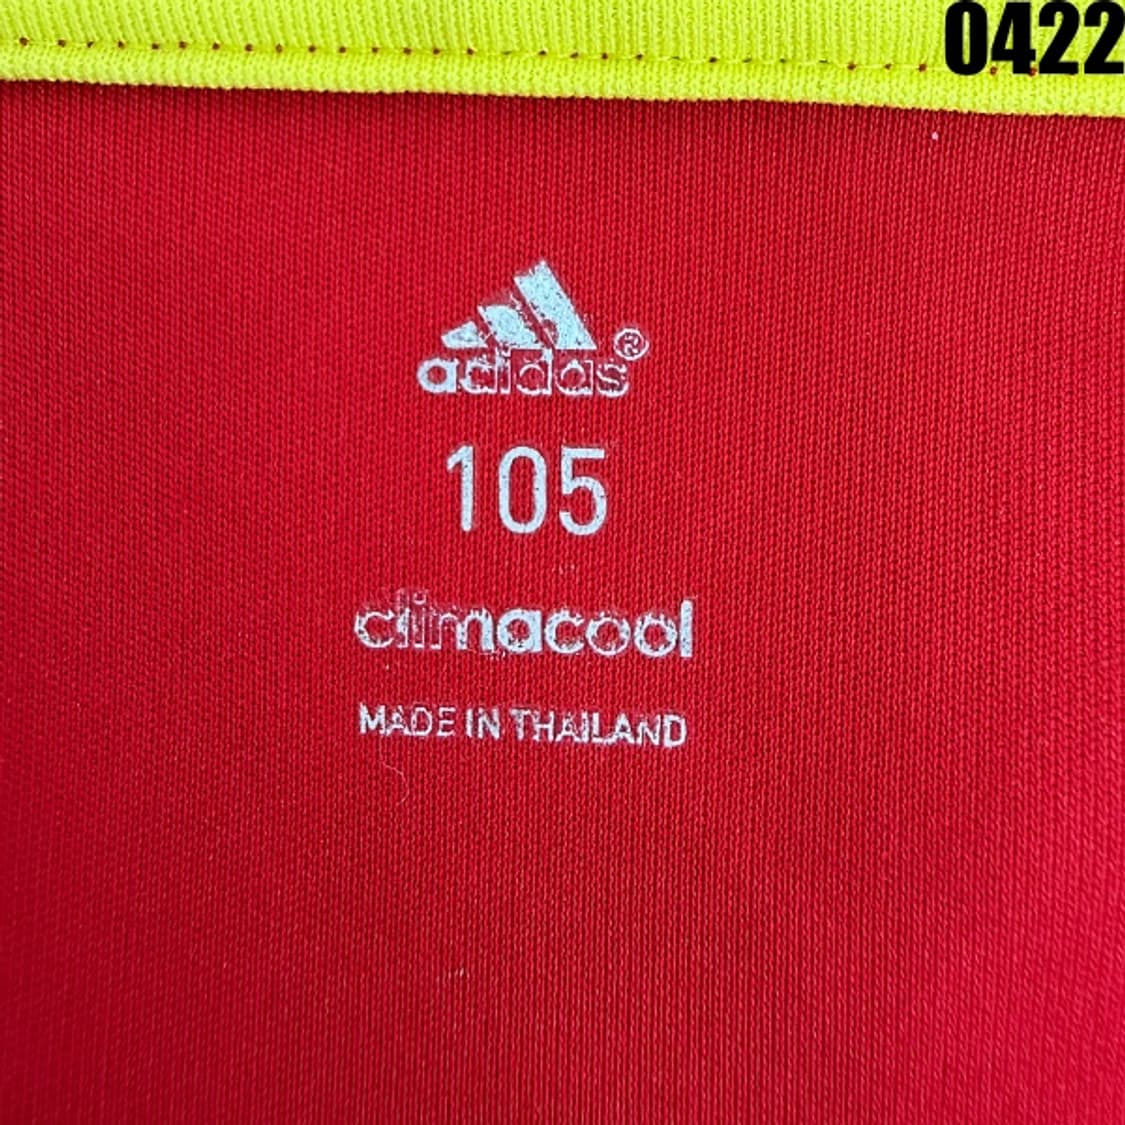 0422
adidas®
105
climacool
MADE IN THAILAND